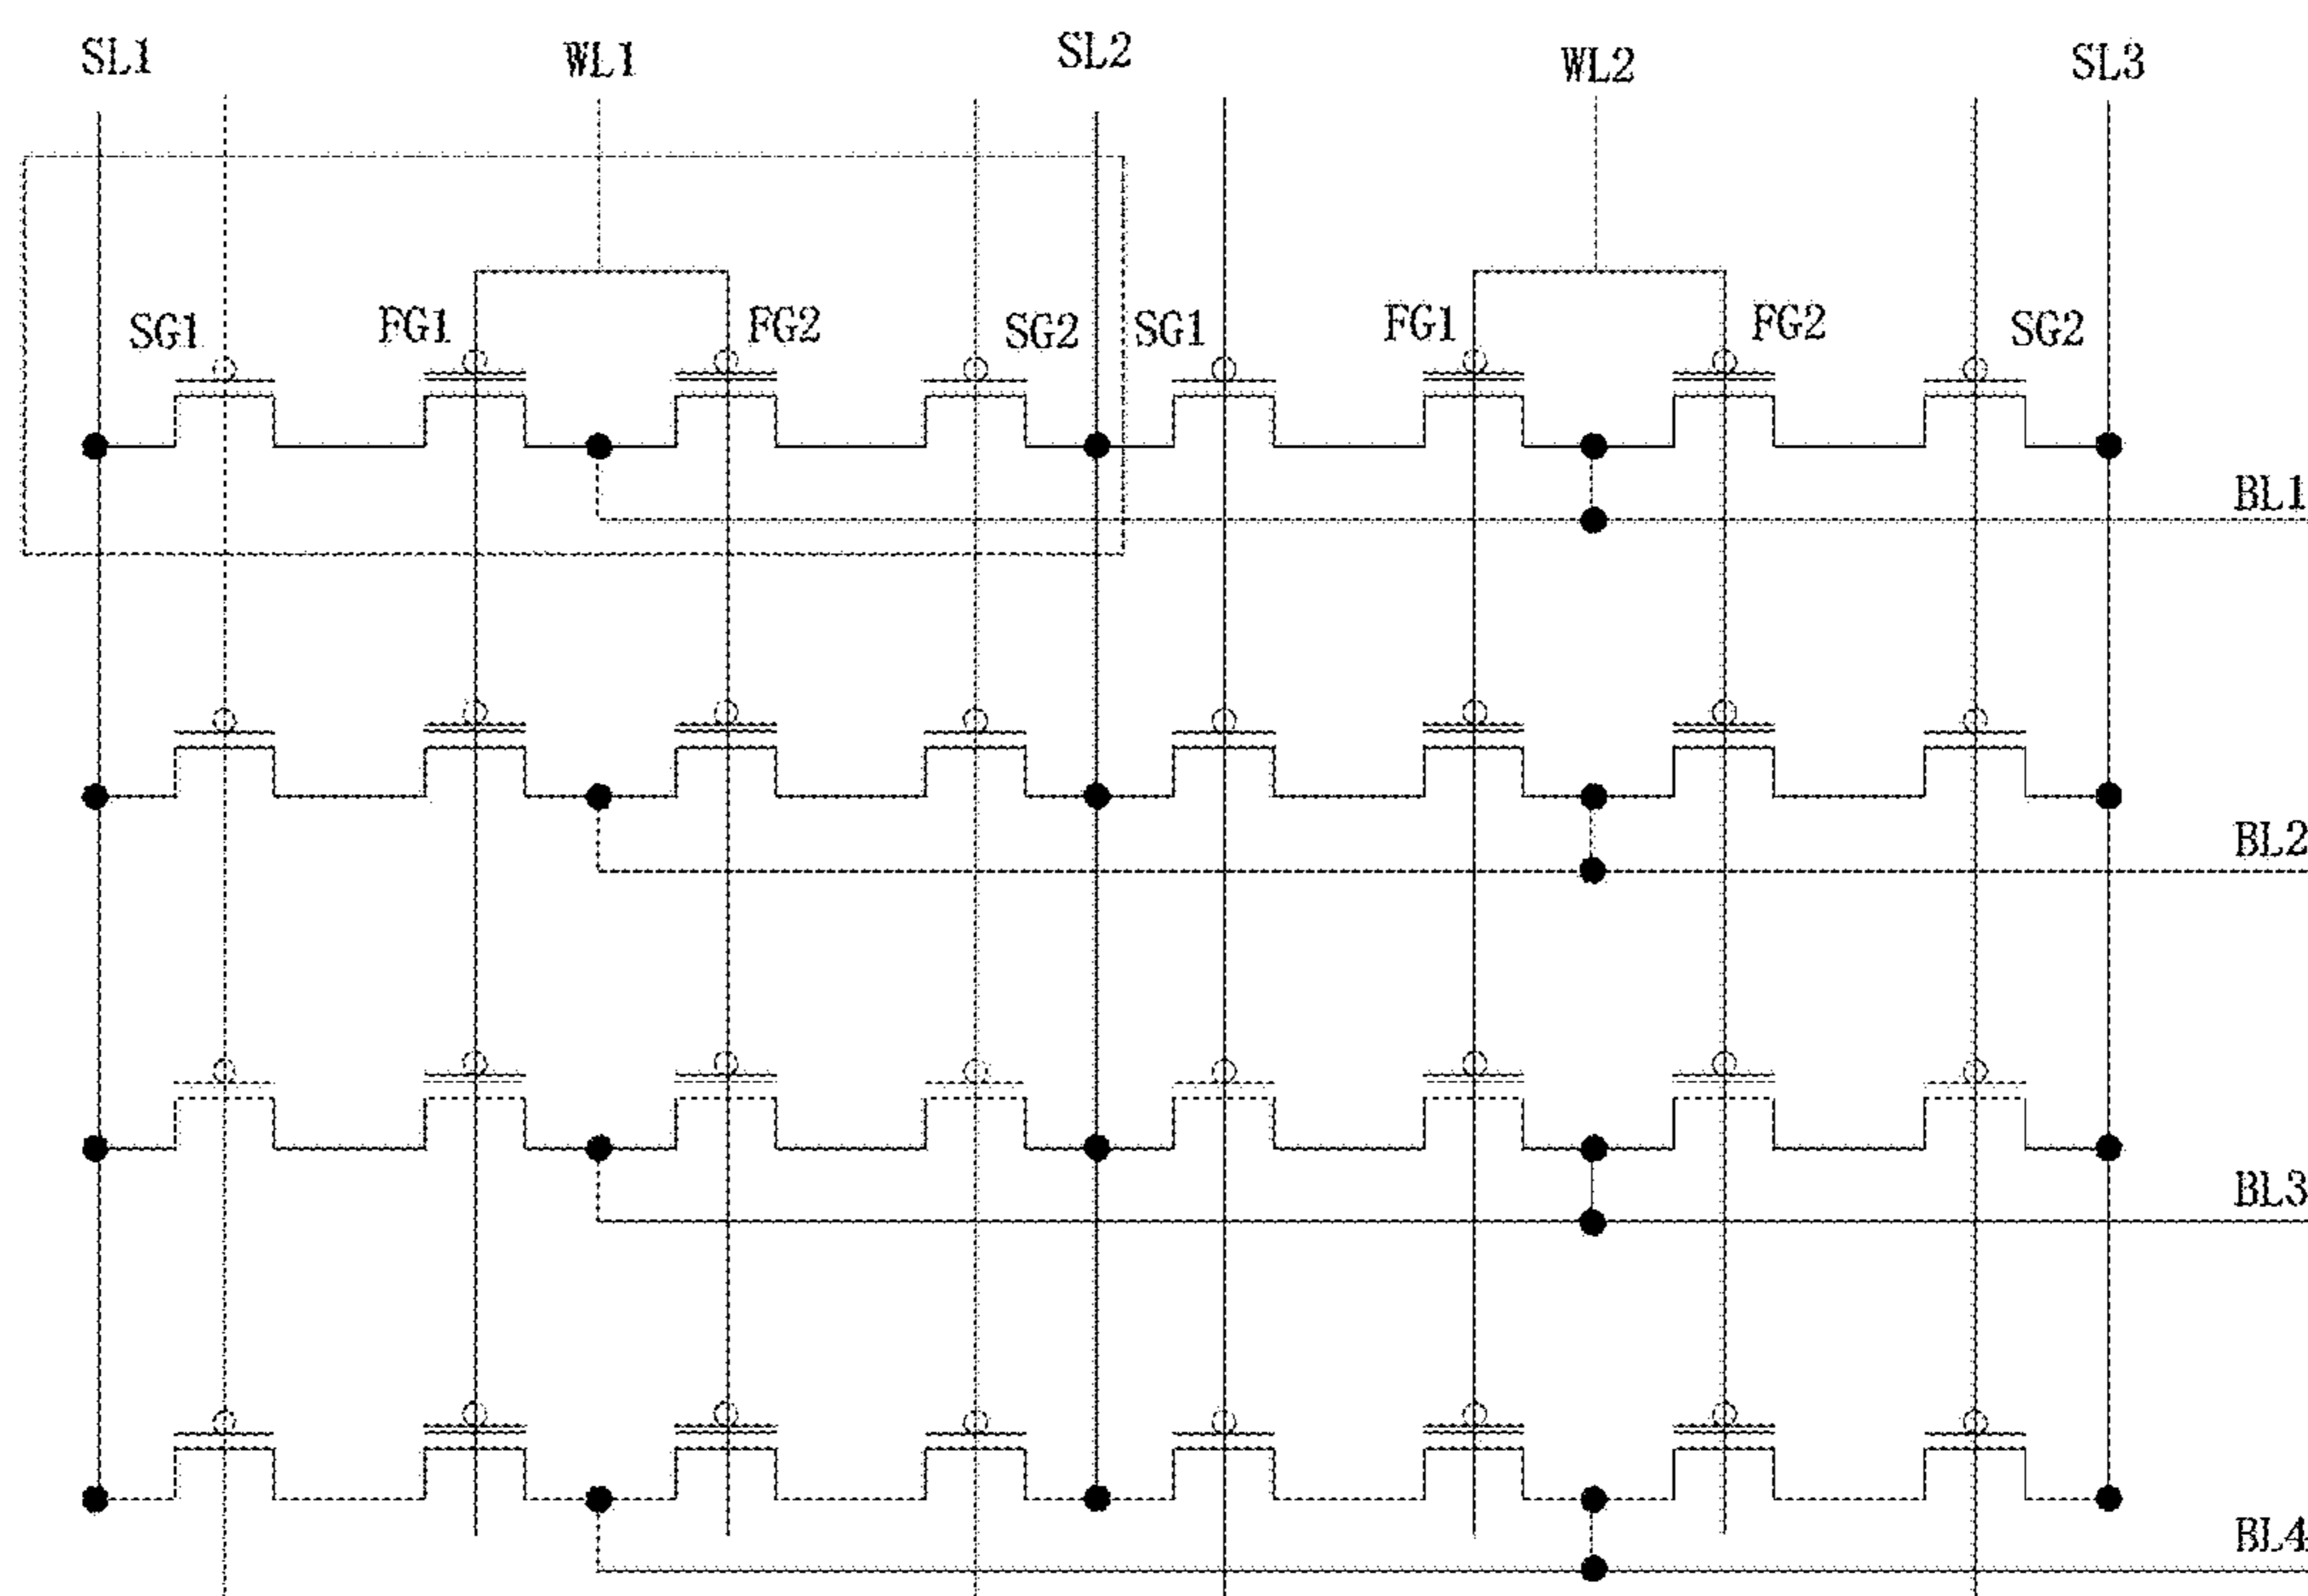 SL1 WL1 SL2 WL2 SL3
SG1 FG1 FG2 SG2 SG1 FG1 FG2 SG2
BL1
BL2
BL3
BL4